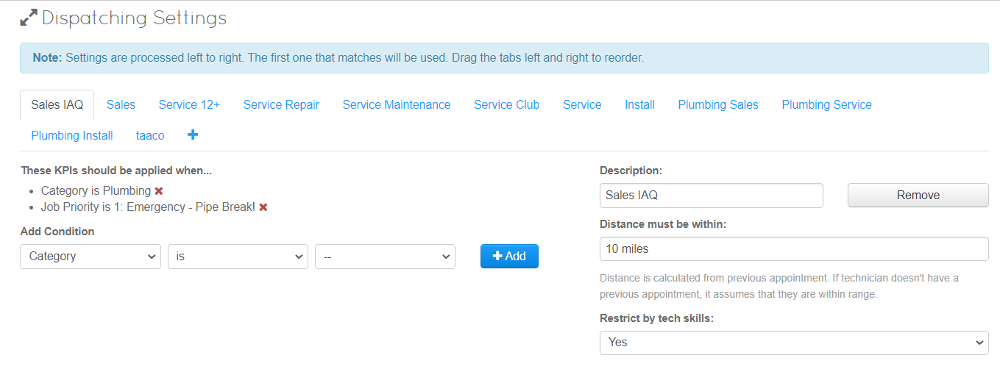 Dispatching Settings
Note: Settings are processed left to right. The first one that matches will be used. Drag the tabs left and right to reorder.
Sales IAQ Sales Service 12+ Service Repair Service Maintenance Service Club Service Install Plumbing Sales Plumbing Service
Plumbing Install taaco
These KPIs should be applied when...
Category is Plumbing
Job Priority is 1: Emergency - Pipe Break!
Add Condition
Category is -- Add
Description:
Sales IAQ Remove
Distance must be within:
10 miles
Distance is calculated from previous appointment. If technician doesn't have a
previous appointment, it assumes that they are within range.
Restrict by tech skills:
Yes